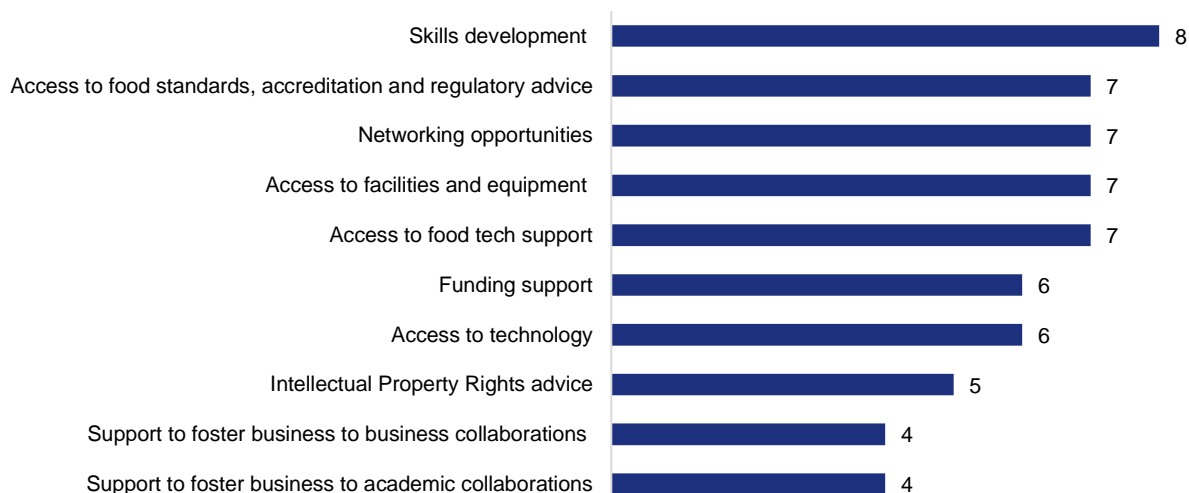 Skills development 8
Access to food standards, accreditation and regulatory advice 7
Networking opportunities 7
Access to facilities and equipment 7
Access to food tech support 7
Funding support 6
Access to technology 6
Intellectual Property Rights advice 5
Support to foster business to business collaborations 4
Support to foster business to academic collaborations 4